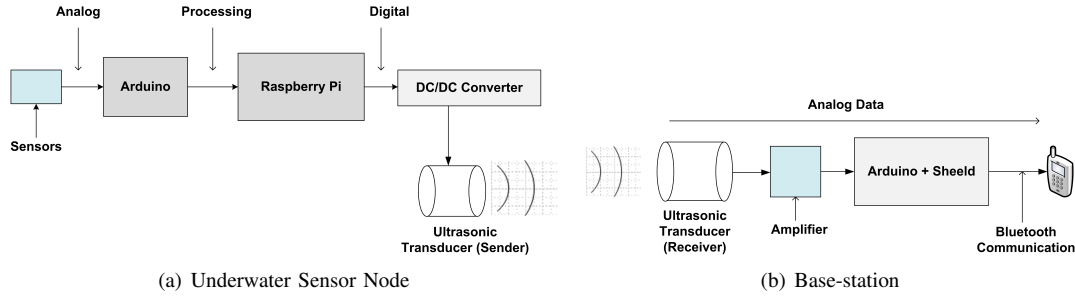 Analog
Processing
Digital
Arduino
Raspberry Pi
DC/DC Converter
Sensors
Ultrasonic
Transducer (Sender)
(a) Underwater Sensor Node
Analog Data
Arduino + Sheeld
Ultrasonic
Transducer
(Receiver)
Amplifier
Bluetooth
Communication
(b) Base-station